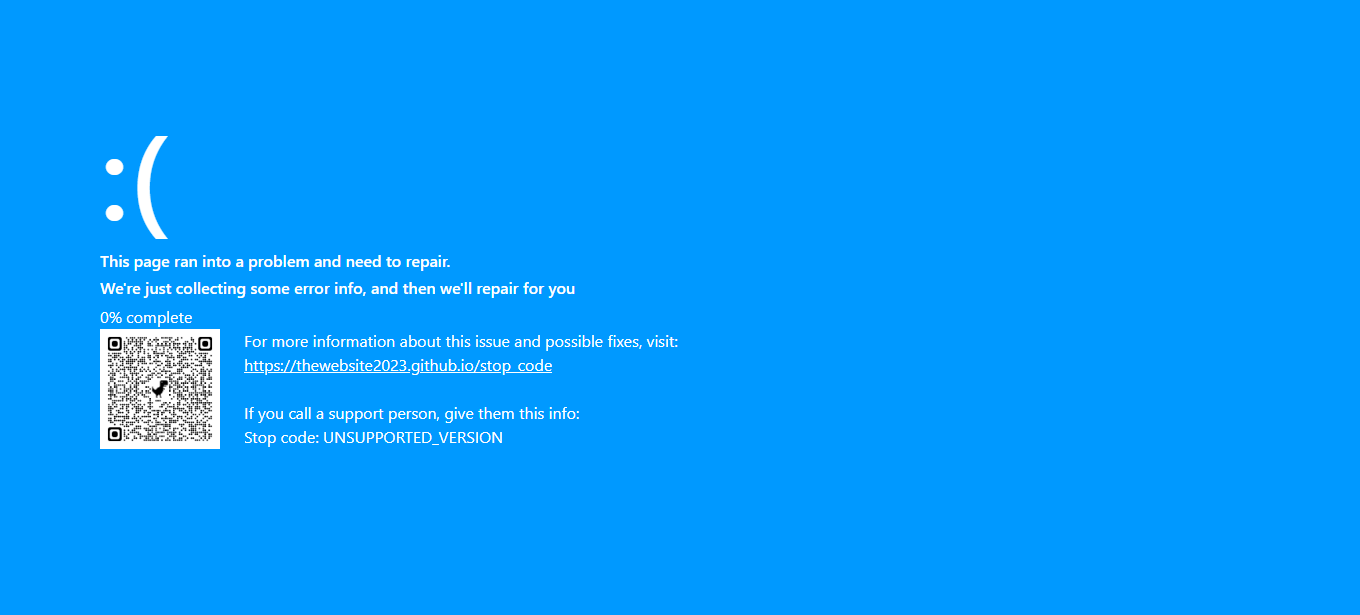 :(
This page ran into a problem and need to repair.
We're just collecting some error info, and then we'll repair for you
0% complete
For more information about this issue and possible fixes, visit:
https://thewebsite2023.github.io/stop_code
If you call a support person, give them this info:
Stop code: UNSUPPORTED_VERSION